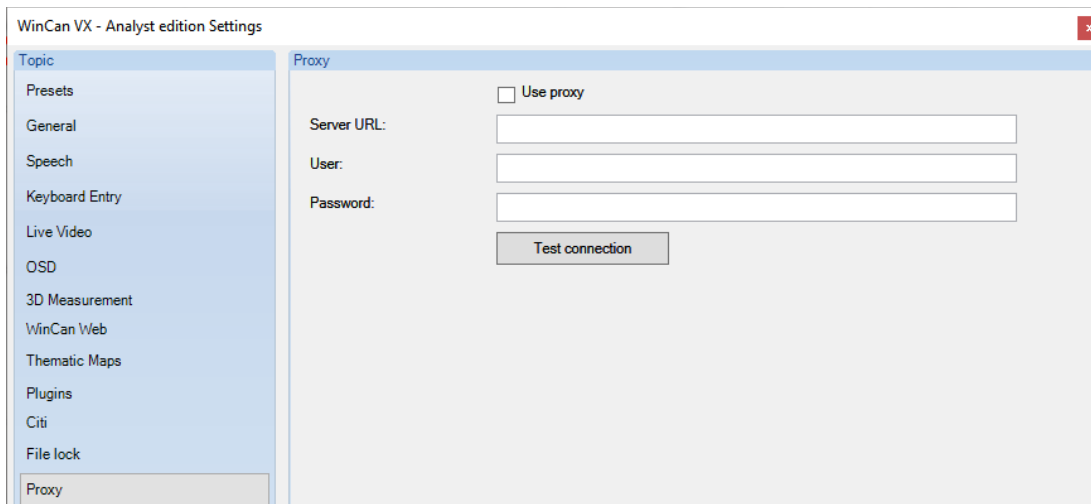 WinCan VX - Analyst edition Settings
x
Topic
Presets
General
Speech
Keyboard Entry
Live Video
OSD
3D Measurement
WinCan Web
Thematic Maps
Plugins
Citi
File lock
Proxy
Proxy
Use proxy
Server URL:
User:
Password:
Test connection